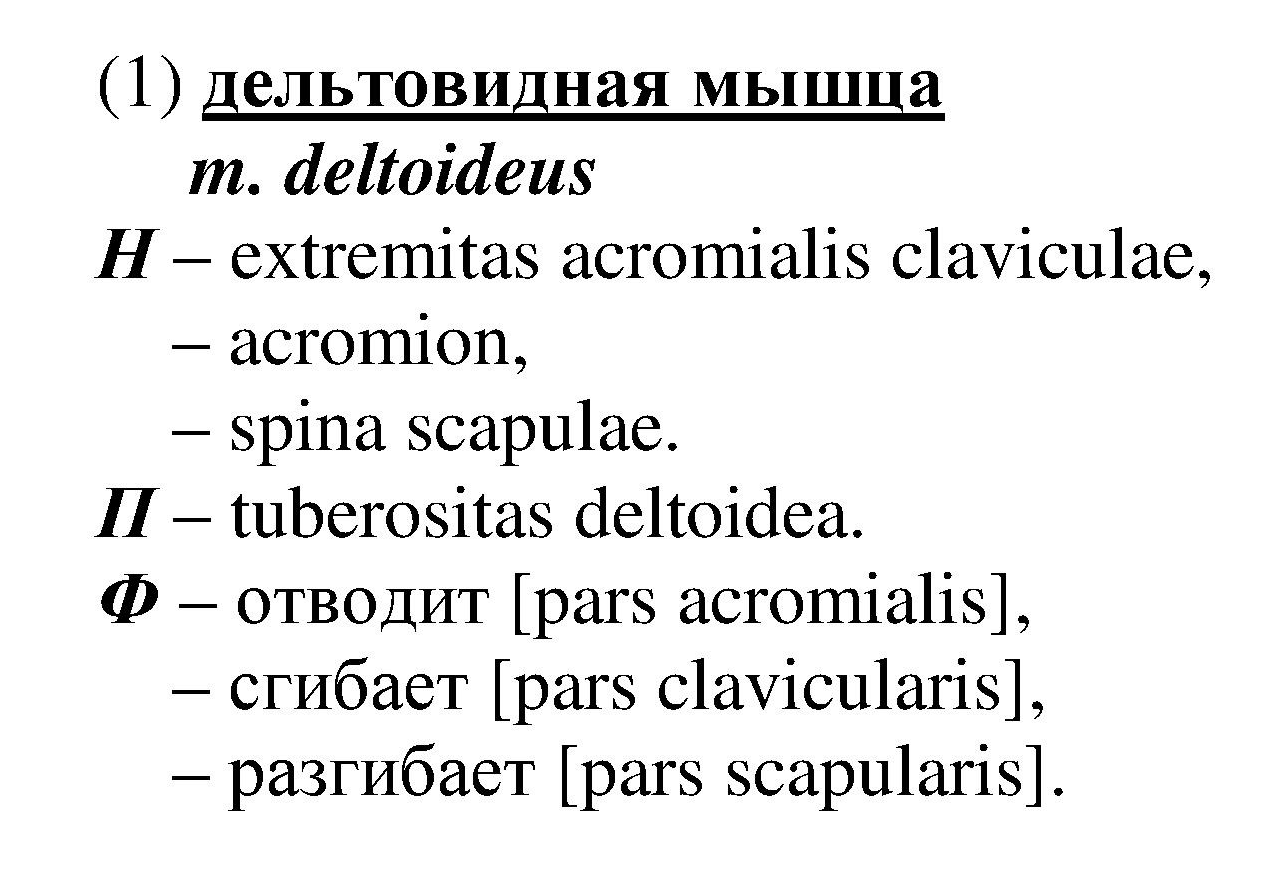 (1) дельтовидная мышца
m. deltoideus
Н – extremitas acromialis claviculae,
– acromion,
– spina scapulae.
П – tuberositas deltoidea.
Ф – отводит [pars acromialis],
– сгибает [pars clavicularis],
– разгибает [pars scapularis].